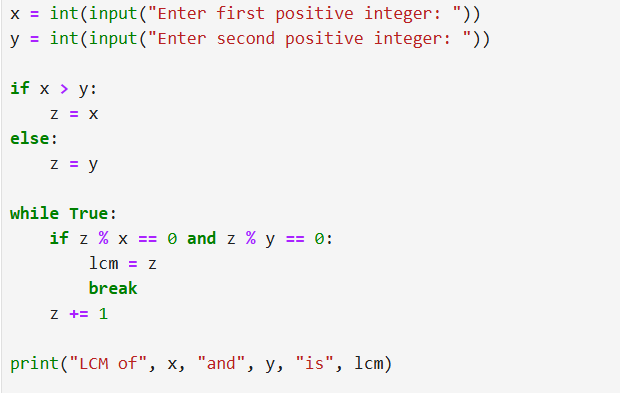 x = int(input("Enter first positive integer: "))
y = int(input("Enter second positive integer: "))
if x > y:
    z = x
else:
    z = y
while True:
    if z % x == 0 and z % y == 0:
        lcm = z
        break
    z += 1
print("LCM of", x, "and", y, "is", lcm)